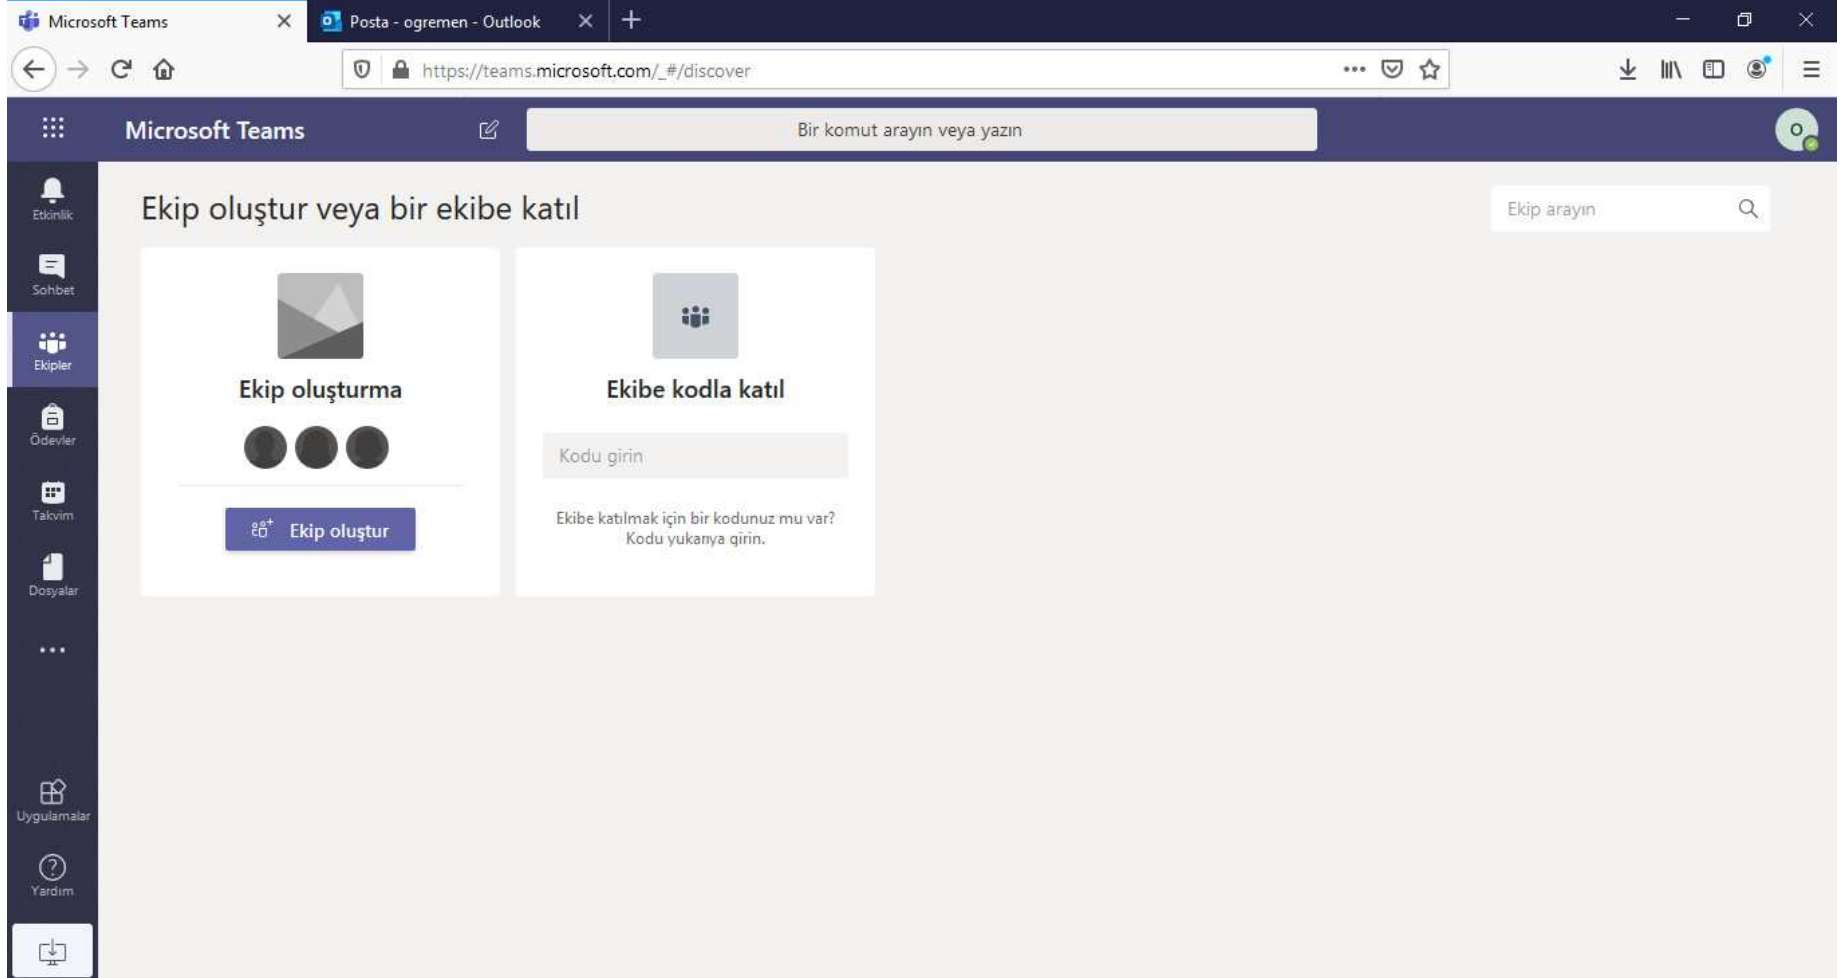 Microsoft Teams
Posta - ogremen - Outlook
https://teams.microsoft.com/_#/discover
Microsoft Teams
Bir komut arayın veya yazın
O
Etkinlik
Sohbet
Ekipler
Ödevler
Takvim
Dosyalar
Uygulamalar
Yardım
Ekip oluştur veya bir ekibe katıl
Ekip arayın
Ekip oluşturma
Ekip oluştur
Ekibe kodla katıl
Kodu girin
Ekibe katılmak için bir kodunuz mu var?
Kodu yukarıya girin.